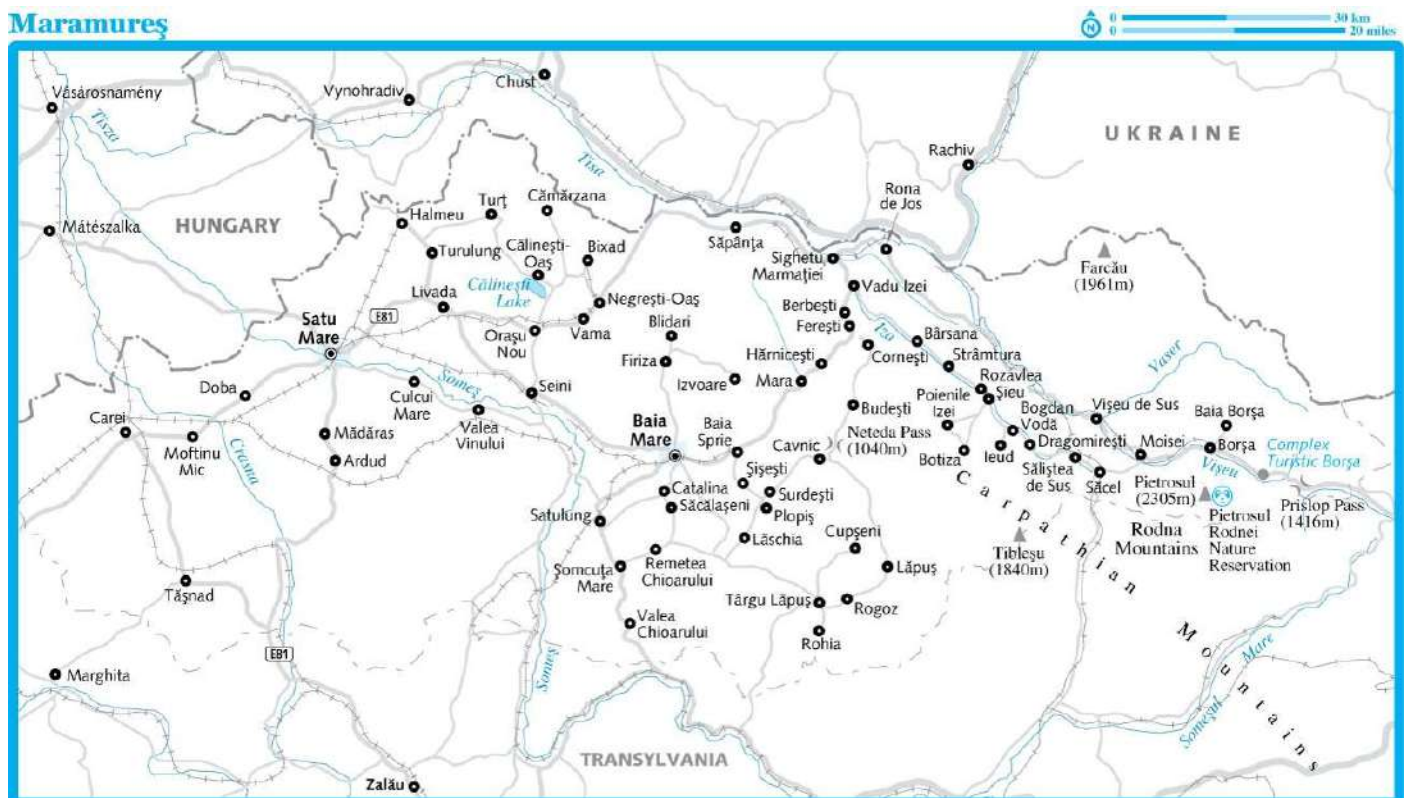 Maramureş
N
0
30 km
0
20 miles
Vásárosnamény
Vynohradiv
Chust
Tisza
UKRAINE
Tisa
Rachiv
Rona
de Jos
Cămărzana
Turţ
Halmeu
HUNGARY
Mátészalka
Săpânţa
Călineşti-
Oaş
Bixad
Turulung
Sighetu
Marmaţiei
Farcău
(1961m)
Călineşti
Lake
Vadu Izei
Livada
Negreşti-Oaş
Berbeşti
Satu
Mare
E81
Blidari
Fereşti
Iza
Oraşu
Nou
Vama
Bârsana
Hărniceşti
Corneşti
Strâmtura
Vaser
Firiza
Someş
Izvoare
Mara
Rozavlea
Doba
Culcui
Mare
Seini
Poienile
Izei
Şieu
Carei
Valea
Vinului
Budeşti
Bogdan
Vodă
Vişeu de Sus
Baia Borşa
Mădăras
Baia
Mare
Baia
Sprie
Neteda Pass
(1040m)
Dragomireşti
Moftinu
Mic
Crasna
Cavnic
Moisei
Borşa
Complex
Turistic Borşa
Botiza
Ieud
Vişeu
Ardud
Şişeşti
Săliştea
de Sus
Săcel
Catalina
Surdeşti
Pietrosul
(2305m)
Săcălaşeni
Plopiş
Prislop Pass
(1416m)
Satulung
Carpathian
Mountains
Pietrosul
Rodnei
Nature
Reservation
Rodna
Mountains
Cupşeni
Lăschia
Tibleşu
(1840m)
Remetea
Chioarului
Şomcuţa
Mare
Lăpuş
Tăşnad
Târgu Lăpuş
Rogoz
Valea
Chioarului
Rohia
E81
Someş
Marghita
Someşul Mare
TRANSYLVANIA
Zalău